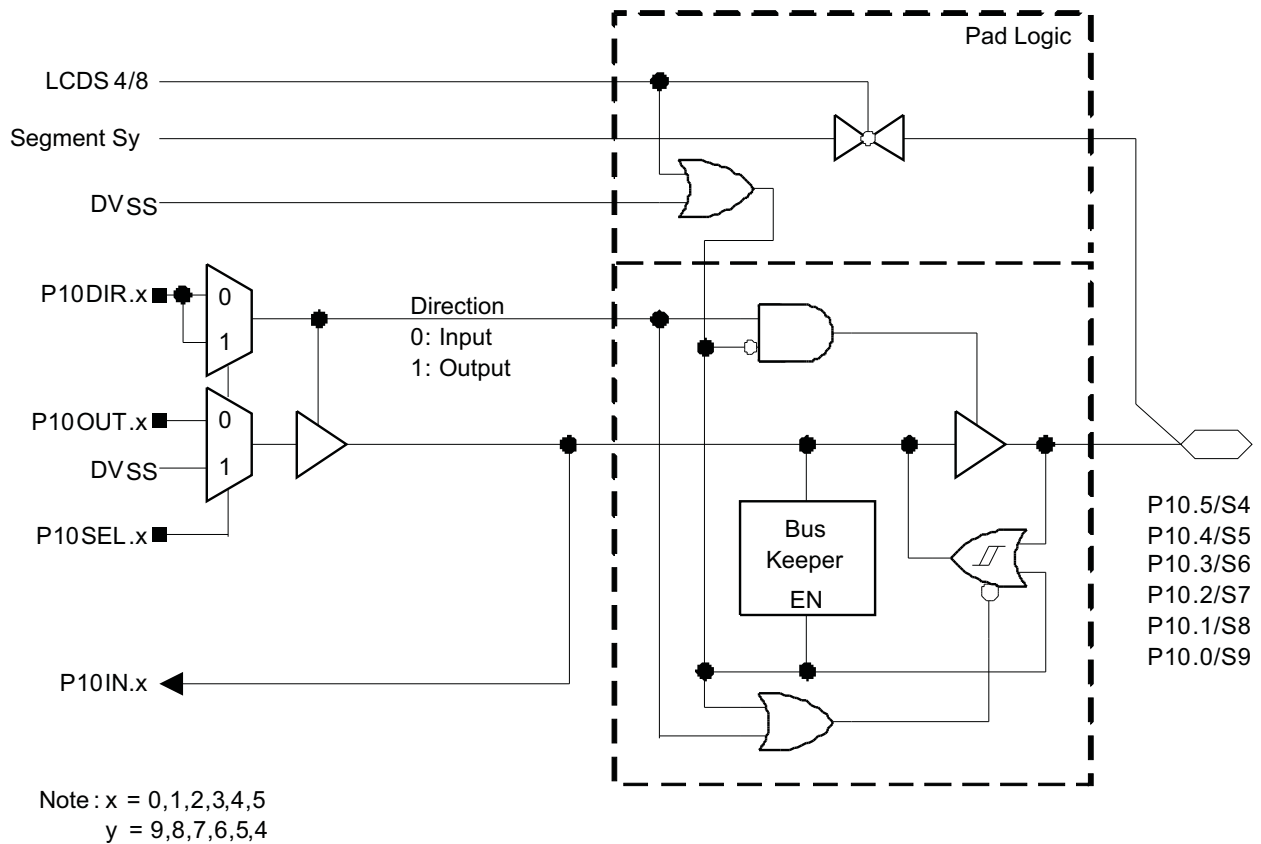 Pad Logic
LCDS 4/8
Segment Sy
DVSS
P10DIR.x
0
1
Direction
0: Input
1: Output
P10OUT.x
0
DVSS
1
P10SEL.x
Bus
Keeper
EN
P10.5/S4
P10.4/S5
P10.3/S6
P10.2/S7
P10.1/S8
P10.0/S9
P10IN.x
Note: x = 0,1,2,3,4,5
y = 9,8,7,6,5,4